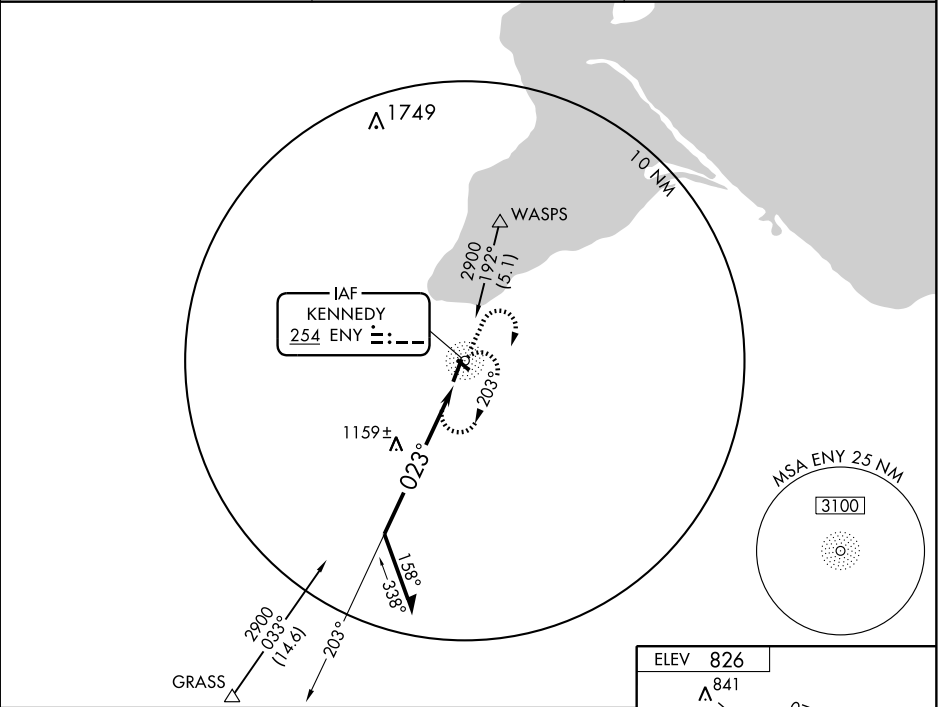 1749
10 NM
WASPS
2900
192°
(5.1)
IAF
KENNEDY
254 ENY
203°
1159±
023°
MSA ENY 25 NM
3100
158°
338°
2900
033°
(14.6)
203°
GRASS
ELEV 826
841